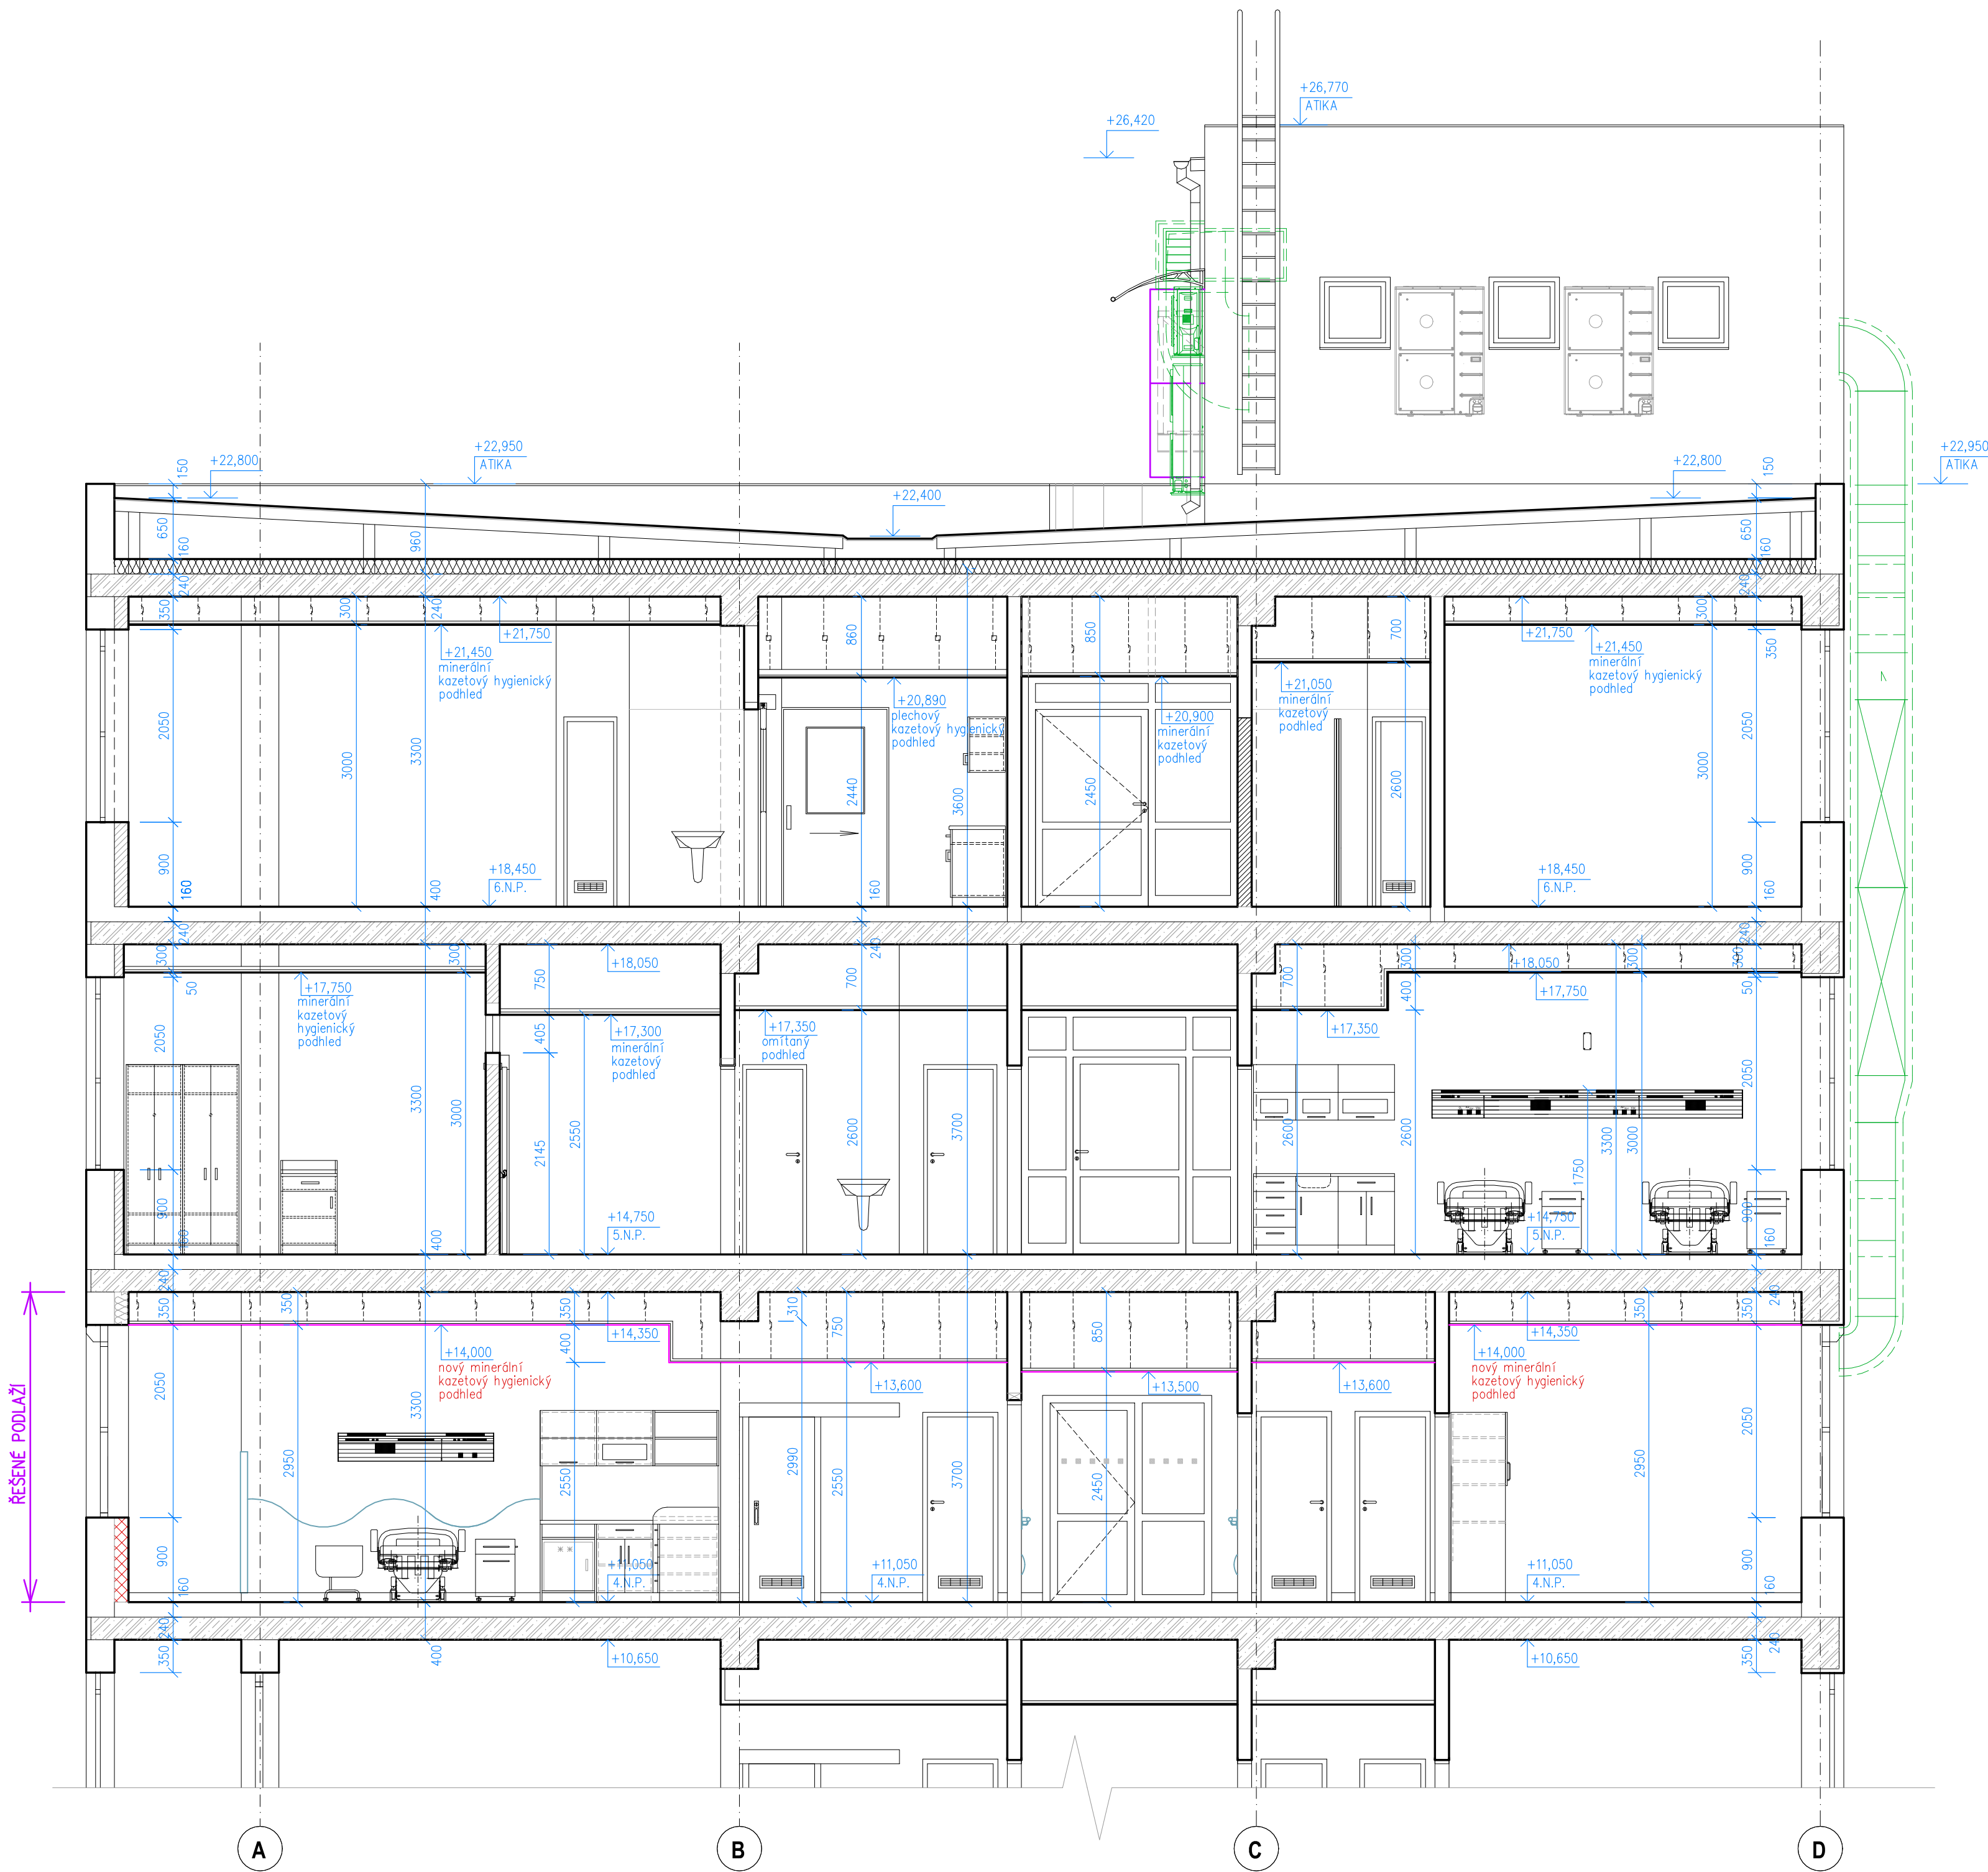 +26,770
ATIKA
+26,420
+22,950
ATIKA
+22,800
+22,950
ATIKA
+22,800
150
150
+22,400
650
160
960
650
160
240
240
350
300
240
+21,750
860
850
700
+21,750
300
350
+21,450
minerální
kazetový hygienický
podhled
+21,450
minerální
kazetový hygienický
podhled
+20,890
plechový
kazetový hygienický
podhled
+20,900
minerální
kazetový
podhled
+21,050
minerální
kazetový
podhled
2050
3000
3300
2440
3600
2450
2600
3000
2050
900
160
+18,450
6.N.P.
400
160
+18,450
6.N.P.
900
160
240
300
300
750
+18,050
240
700
700
300
+18,050
300
240
300
50
+17,750
minerální
kazetový
hygienický
podhled
405
+17,300
minerální
kazetový
podhled
+17,350
omítaný
podhled
+17,350
400
+17,750
50
2050
3300
3000
2145
2550
2600
3700
2600
2600
1750
3300
3000
2050
900
160
400
+14,750
5.N.P.
+14,750
5.N.P.
900
160
240
350
350
350
+14,350
310
750
850
+14,350
350
350
240
+14,000
nový minerální
kazetový hygienický
podhled
400
+13,600
+13,500
+13,600
+14,000
nový minerální
kazetový hygienický
podhled
ŘEŠENÉ PODLAŽÍ
2050
2950
3300
2550
2990
2550
3700
2450
2950
2050
900
160
+11,050
4.N.P.
+11,050
4.N.P.
+11,050
4.N.P.
900
160
240
350
400
+10,650
+10,650
350
240
A
B
C
D